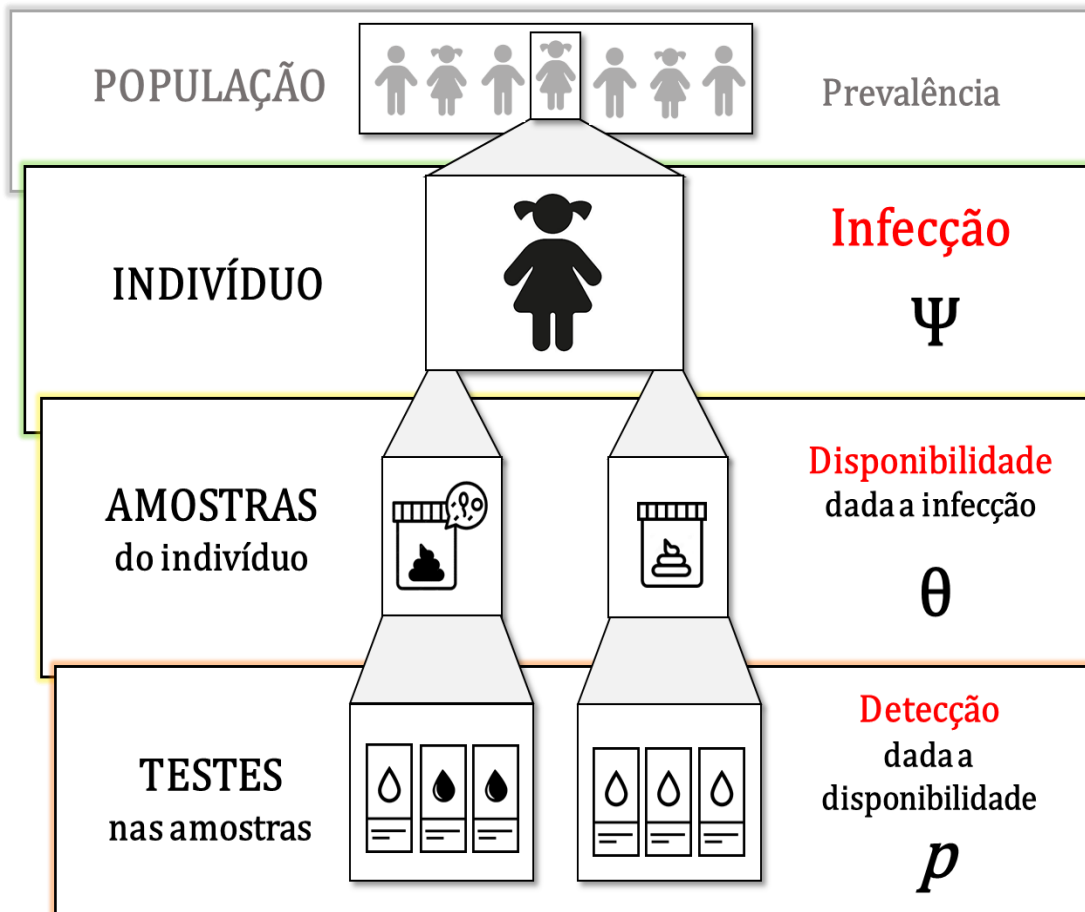 POPULAÇÃO
Prevalência
INDIVÍDUO
Infecção
Ψ
AMOSTRAS
do indivíduo
Disponibilidade
dada a infecção
θ
TESTES
nas amostras
Detecção
dada a
disponibilidade
p